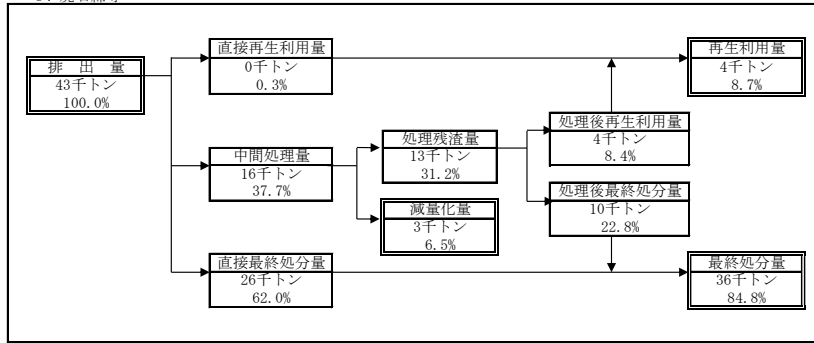 直接再生利用量
0千トン
0.3%
再生利用量
4千トン
8.7%
排 出 量
43千トン
100.0%
中間処理量
16千トン
37.7%
処理残渣量
13千トン
31.2%
処理後再生利用量
4千トン
8.4%
減量化量
3千トン
6.5%
処理後最終処分量
10千トン
22.8%
直接最終処分量
26千トン
62.0%
最終処分量
36千トン
84.8%